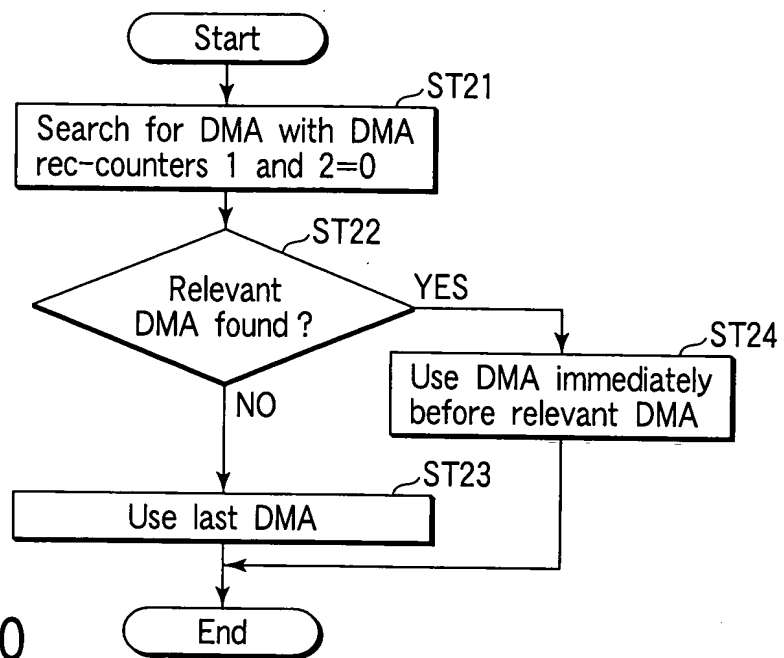 Start
ST21
Search for DMA with DMA
rec-counters 1 and 2=0
ST22
Relevant
DMA found ?
YES
ST24
Use DMA immediately
before relevant DMA
NO
ST23
Use last DMA
End
0